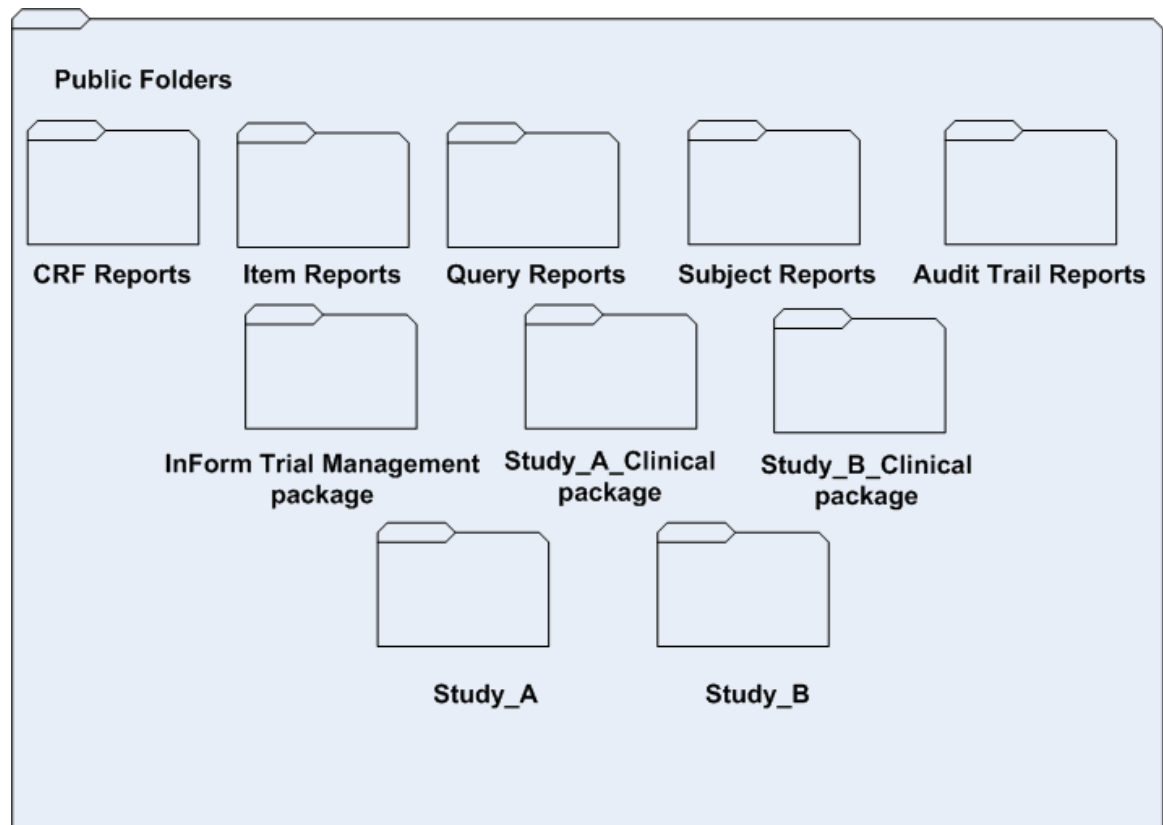 Public Folders
CRF Reports
Item Reports
Query Reports
Subject Reports
Audit Trail Reports
InForm Trial Management
package
Study_A_Clinical
package
Study_B_Clinical
package
Study_A
Study_B